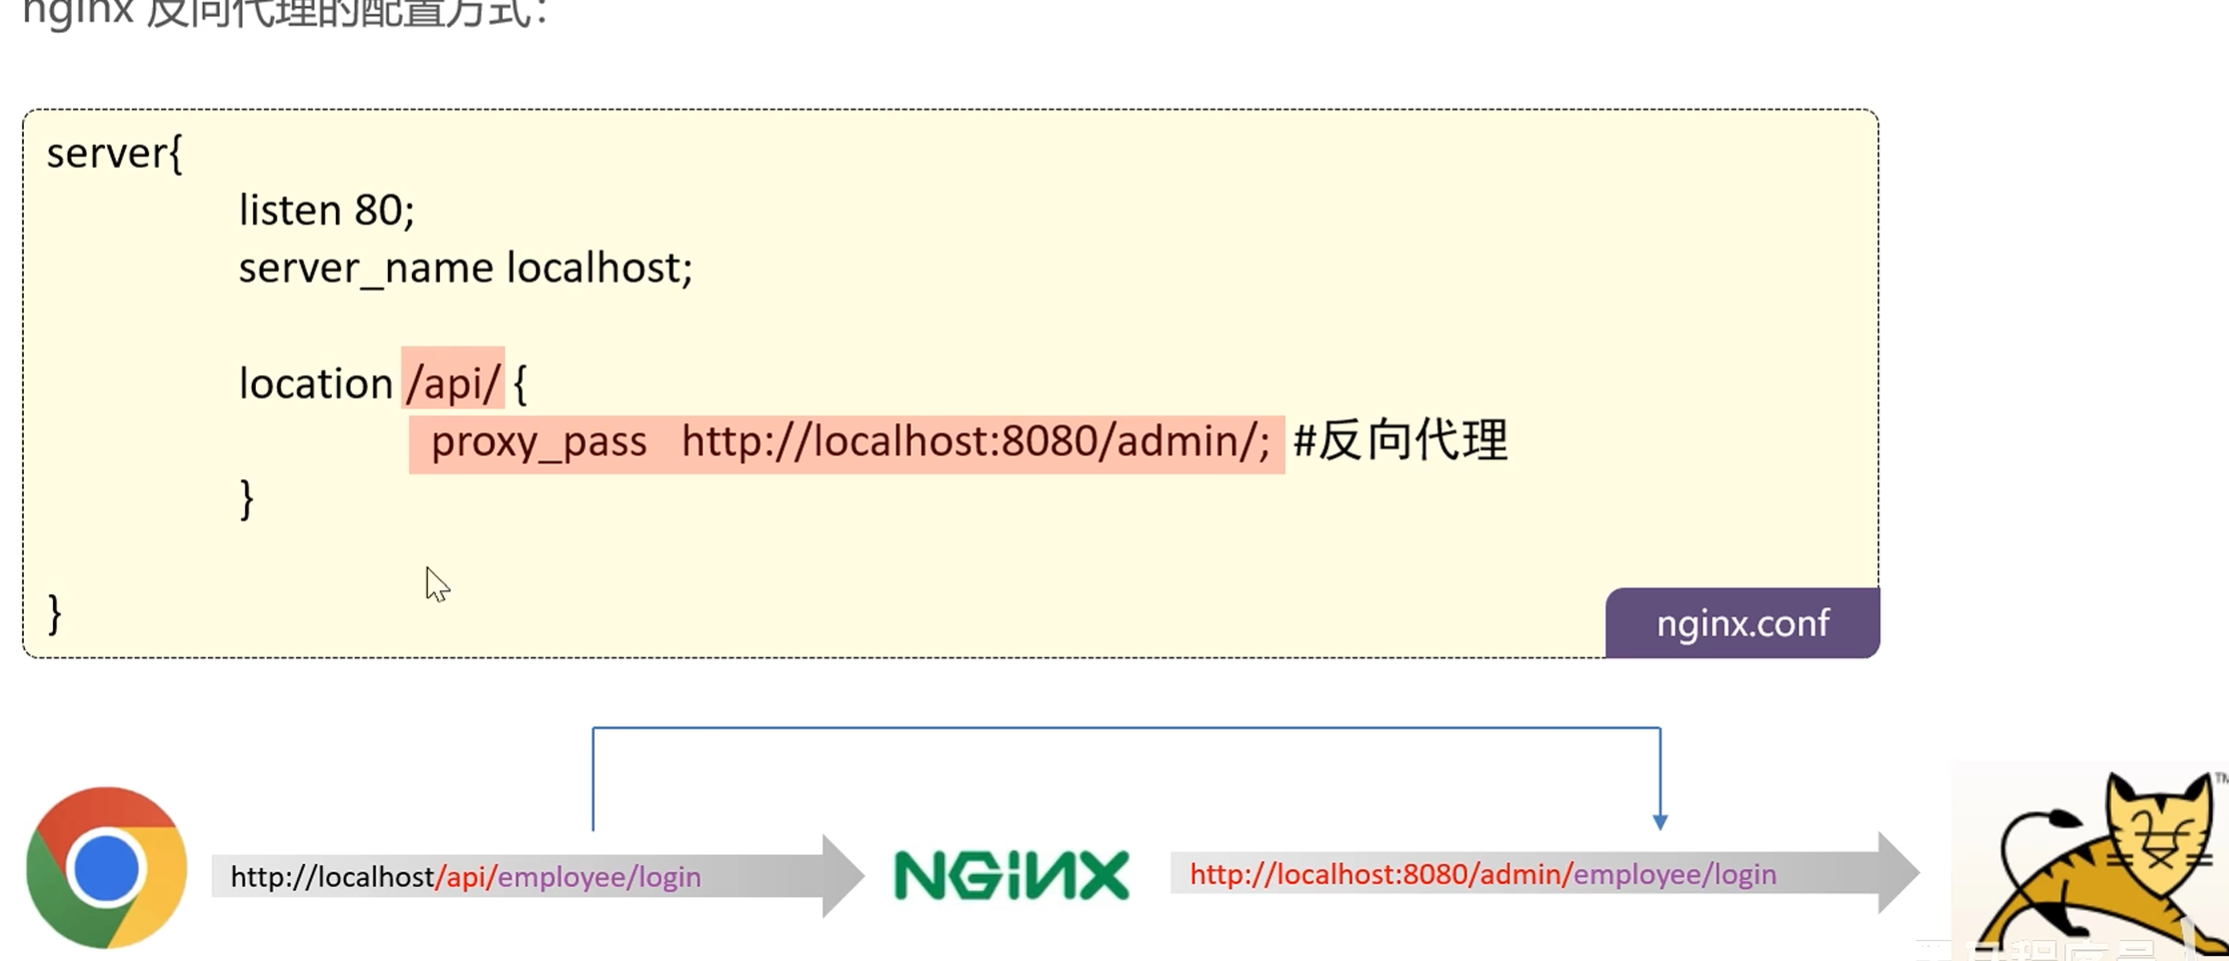 nginx 反向代理的配置方式：
server{
listen 80;
server_name localhost;
location /api/ {
proxy_pass http://localhost:8080/admin/; #反向代理
}
}
nginx.conf
http://localhost/api/employee/login
NGINX
http://localhost:8080/admin/employee/login
TM